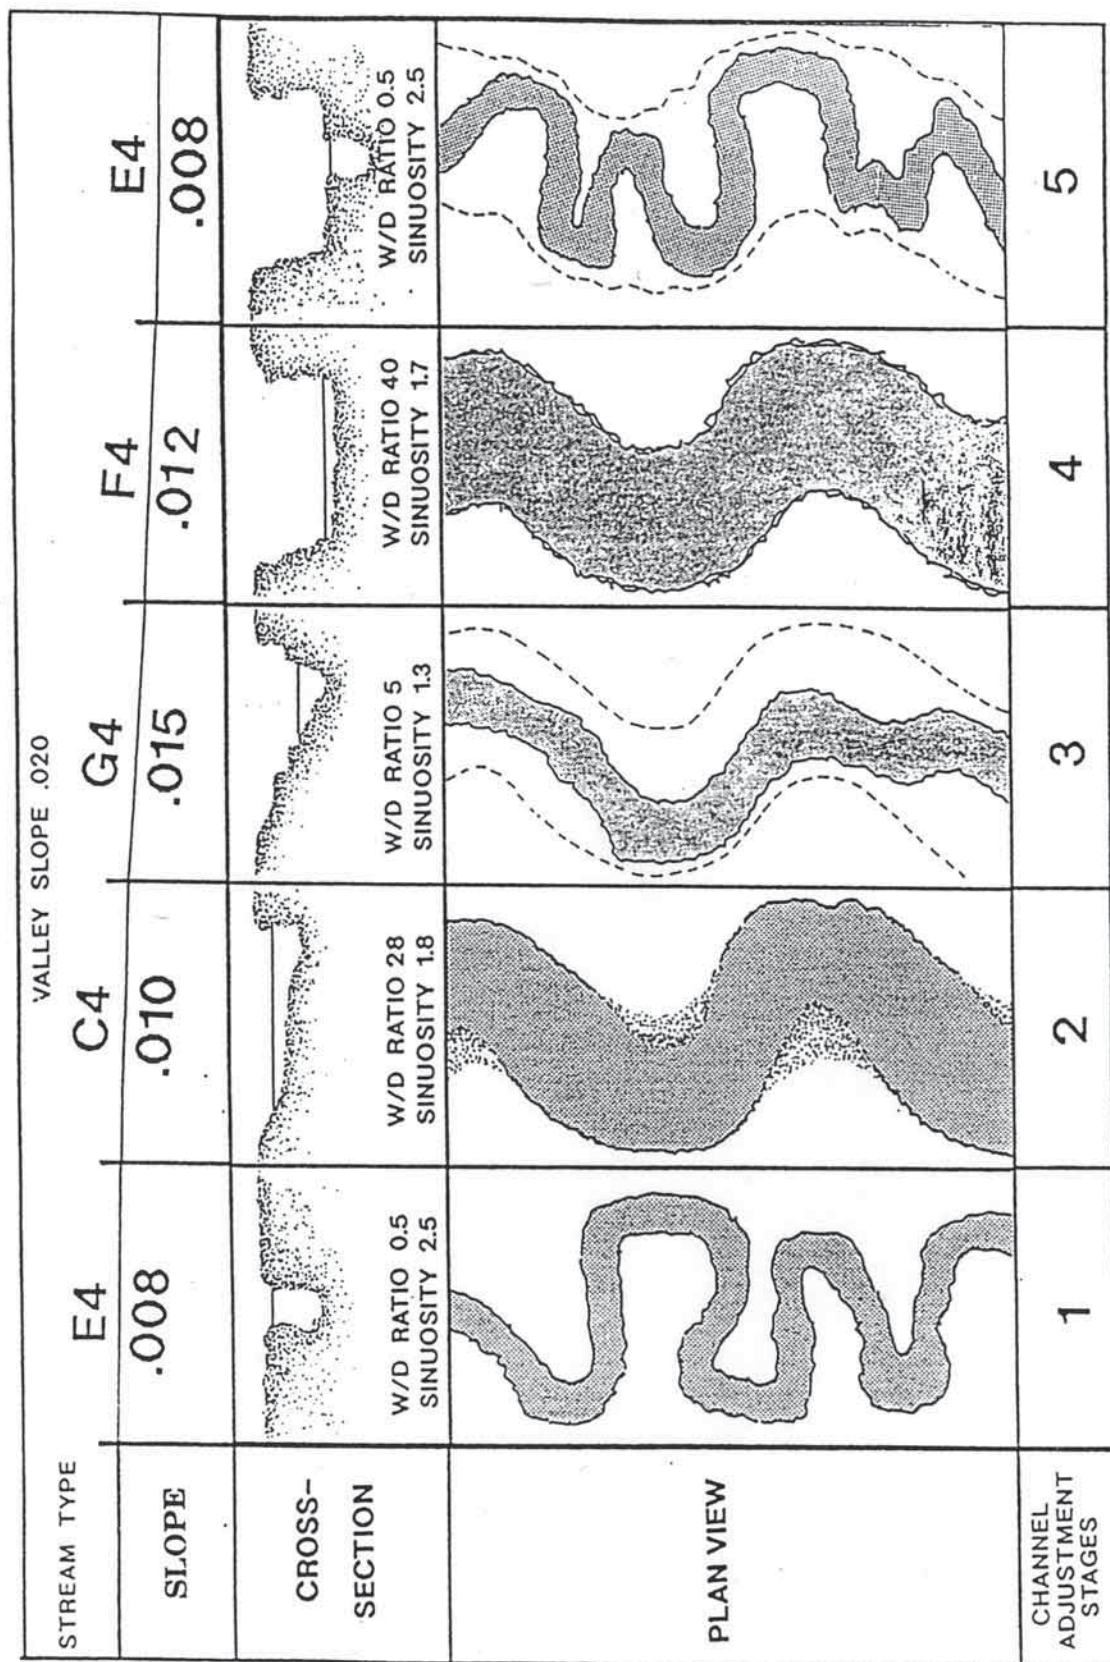 VALLEY SLOPE .020
STREAM TYPE E4 C4 G4 F4 E4
SLOPE .008 .010 .015 .012 .008
CROSS-
SECTION
W/D RATIO 0.5
SINUOSITY 2.5
W/D RATIO 28
SINUOSITY 1.8
W/D RATIO 5
SINUOSITY 1.3
W/D RATIO 40
SINUOSITY 1.7
W/D RATIO 0.5
SINUOSITY 2.5
PLAN VIEW
CHANNEL
ADJUSTMENT
STAGES
1 2 3 4 5